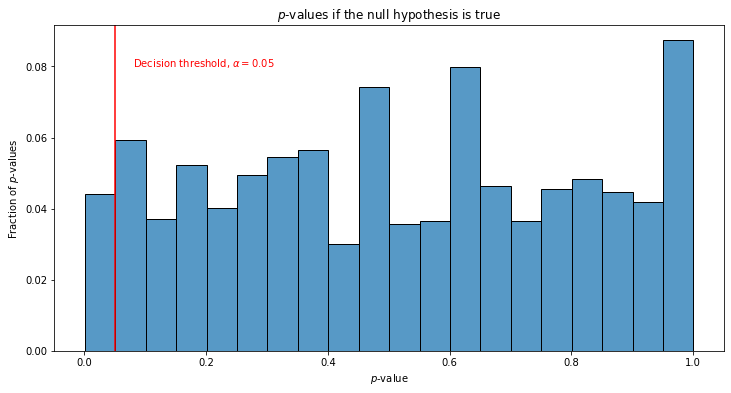 p-values if the null hypothesis is true
Decision threshold, α = 0.05
Fraction of p-values
0.08
0.06
0.04
0.02
0.00
0.0 0.2 0.4 0.6 0.8 1.0
p-value